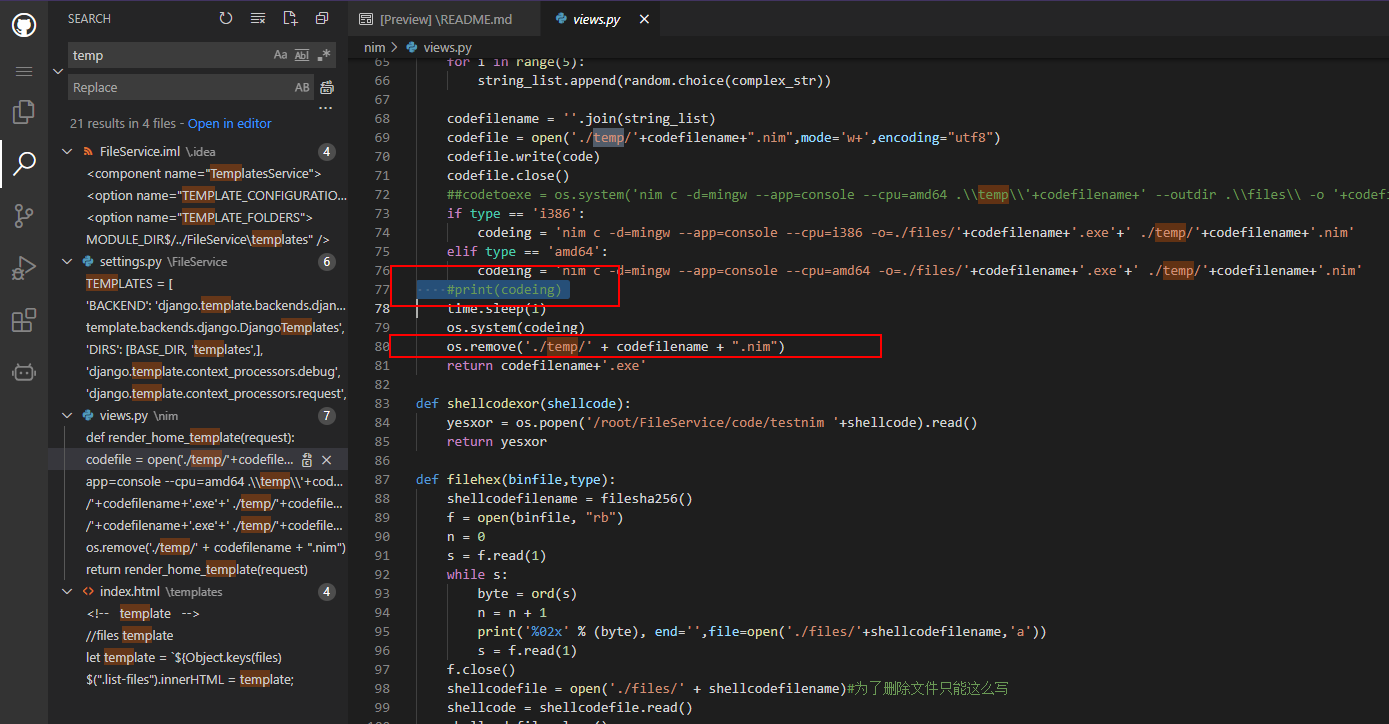 SEARCH
temp
Aa Abl .*
Replace
AB
...
21 results in 4 files - Open in editor
FileService.iml \.idea
4
<component name="TemplatesService">
<option name="TEMPLATE_CONFIGURATIO...
<option name="TEMPLATE_FOLDERS">
MODULE_DIR$/../FileService\templates" />
settings.py \FileService
6
TEMPLATES = [
'BACKEND': 'django.template.backends.djan...
template.backends.django.DjangoTemplates',
'DIRS': [BASE_DIR, 'templates',],
'django.template.context_processors.debug',
'django.template.context_processors.request',
views.py \nim
7
def render_home_template(request):
codefile = open('./temp/'+codefile...
app=console --cpu=amd64 .\\temp\\'+cod...
/'+codefilename+'.exe'+' ./temp/'+codefile...
/'+codefilename+'.exe'+' ./temp/'+codefile...
os.remove('./temp/' + codefilename + ".nim")
return render_home_template(request)
index.html \templates
4
<!-- template -->
//files template
let template = `${Object.keys(files)
$(".list-files").innerHTML = template;
[Preview] \README.md
views.py
nim > views.py
65 for i in range(5):
66 string_list.append(random.choice(complex_str))
67
68 codefilename = ''.join(string_list)
69 codefile = open('./temp/'+codefilename+".nim",mode='w+',encoding="utf8")
70 codefile.write(code)
71 codefile.close()
72 ##codetoexe = os.system('nim c -d=mingw --app=console --cpu=amd64 .\\temp\\'+codefilename+' --outdir .\\files\\ -o '+codef
73 if type == 'i386':
74 codeing = 'nim c -d=mingw --app=console --cpu=i386 -o=./files/'+codefilename+'.exe'+' ./temp/'+codefilename+'.nim'
75 elif type == 'amd64':
76 codeing = 'nim c -d=mingw --app=console --cpu=amd64 -o=./files/'+codefilename+'.exe'+' ./temp/'+codefilename+'.nim'
77 ····#print(codeing)
78 time.sleep(1)
79 os.system(codeing)
80 os.remove('./temp/' + codefilename + ".nim")
81 return codefilename+'.exe'
82
83 def shellcodexor(shellcode):
84 yesxor = os.popen('/root/FileService/code/testnim '+shellcode).read()
85 return yesxor
86
87 def filehex(binfile,type):
88 shellcodefilename = filesha256()
89 f = open(binfile, "rb")
90 n = 0
91 s = f.read(1)
92 while s:
93 byte = ord(s)
94 n = n + 1
95 print('%02x' % (byte), end='',file=open('./files/'+shellcodefilename,'a'))
96 s = f.read(1)
97 f.close()
98 shellcodefile = open('./files/' + shellcodefilename)#为了删除文件只能这么写
99 shellcode = shellcodefile.read()